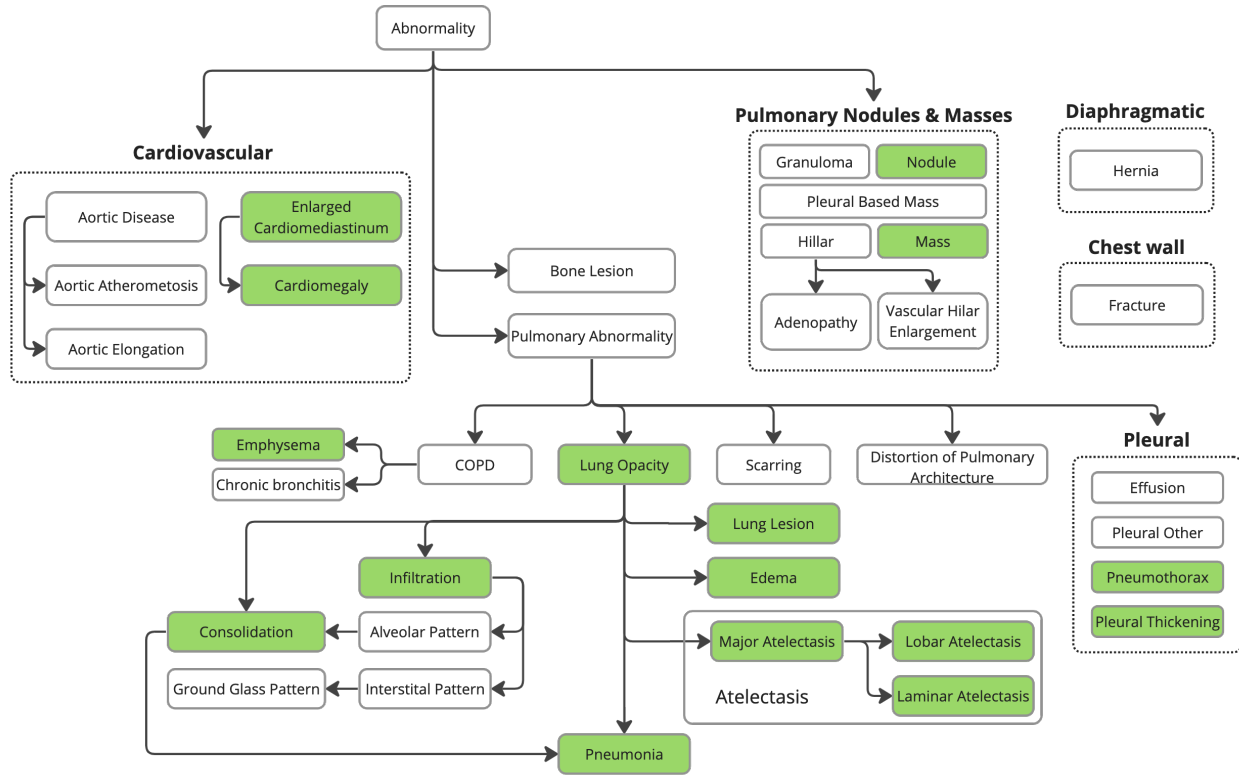 Abnormality
Cardiovascular
Aortic Disease
Enlarged
Cardiomediastinum
Aortic Atherometosis
Cardiomegaly
Aortic Elongation
Bone Lesion
Pulmonary Abnormality
Pulmonary Nodules & Masses
Granuloma
Nodule
Pleural Based Mass
Hillar
Mass
Adenopathy
Vascular Hilar
Enlargement
Diaphragmatic
Hernia
Chest wall
Fracture
Emphysema
Chronic bronchitis
COPD
Lung Opacity
Scarring
Distortion of Pulmonary
Architecture
Pleural
Effusion
Pleural Other
Pneumothorax
Pleural Thickening
Lung Lesion
Edema
Infiltration
Consolidation
Alveolar Pattern
Ground Glass Pattern
Interstital Pattern
Major Atelectasis
Lobar Atelectasis
Laminar Atelectasis
Atelectasis
Pneumonia